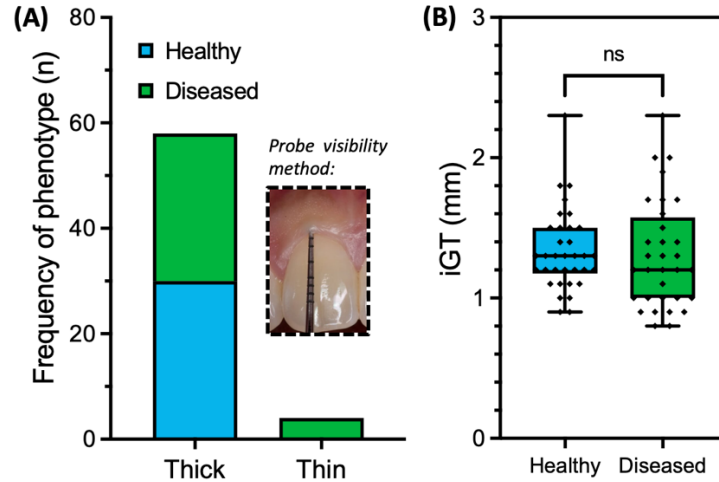 (A)
Frequency of phenotype (n)
80
60
40
20
0
Healthy
Diseased
Probe visibility
method:
Thick
Thin
(B)
iGT (mm)
3
2
1
0
ns
Healthy
Diseased